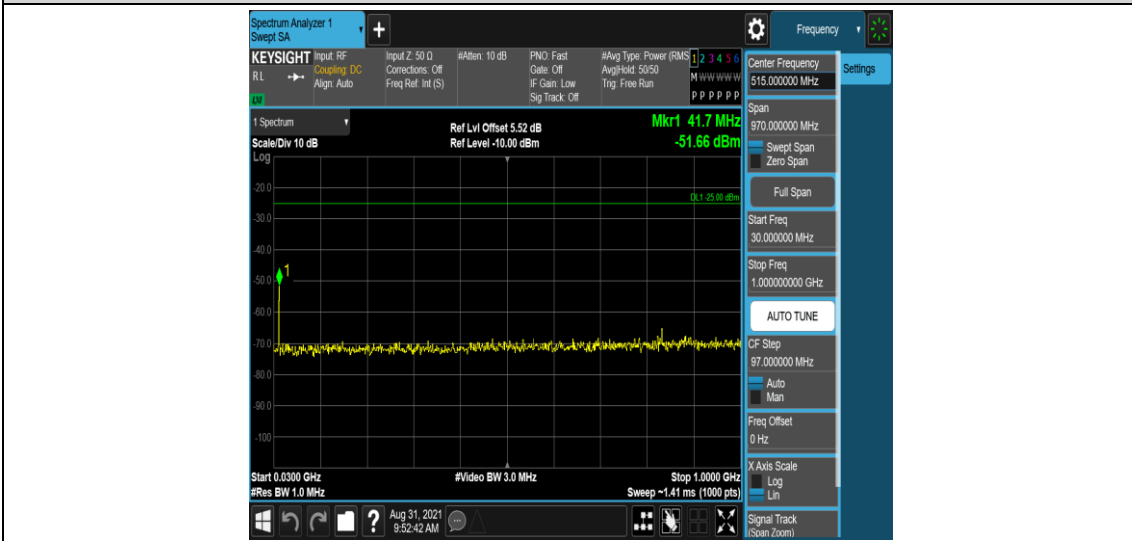 Spectrum Analyzer 1
Swept SA
+
Frequency
KEYSIGHT
RL
Input: RF
Coupling: DC
Align: Auto
Input Z: 50 Ω
Corrections: Off
Freq Ref: Int (S)
#Atten: 10 dB
PNO: Fast
Gate: Off
IF Gain: Low
Sig Track: Off
#Avg Type: Power (RMS
Avg|Hold: 50/50
Trig: Free Run
1 2 3 4 5 6
M W W W W W
P P P P P P
1 Spectrum
Scale/Div 10 dB
Log
Ref Lvl Offset 5.52 dB
Ref Level -10.00 dBm
Mkr1 41.7 MHz
-51.66 dBm
DL1 -25.00 dBm
-20.0
-30.0
-40.0
-50.0
-60.0
-70.0
-80.0
-90.0
-100
1
Start 0.0300 GHz
#Res BW 1.0 MHz
#Video BW 3.0 MHz
Stop 1.0000 GHz
Sweep ~1.41 ms (1000 pts)
Center Frequency
515.000000 MHz
Settings
Span
970.000000 MHz
Swept Span
Zero Span
Full Span
Start Freq
30.000000 MHz
Stop Freq
1.000000000 GHz
AUTO TUNE
CF Step
97.000000 MHz
Auto
Man
Freq Offset
0 Hz
X Axis Scale
Log
Lin
Signal Track
(Span Zoom)
?
Aug 31, 2021
9:52:42 AM